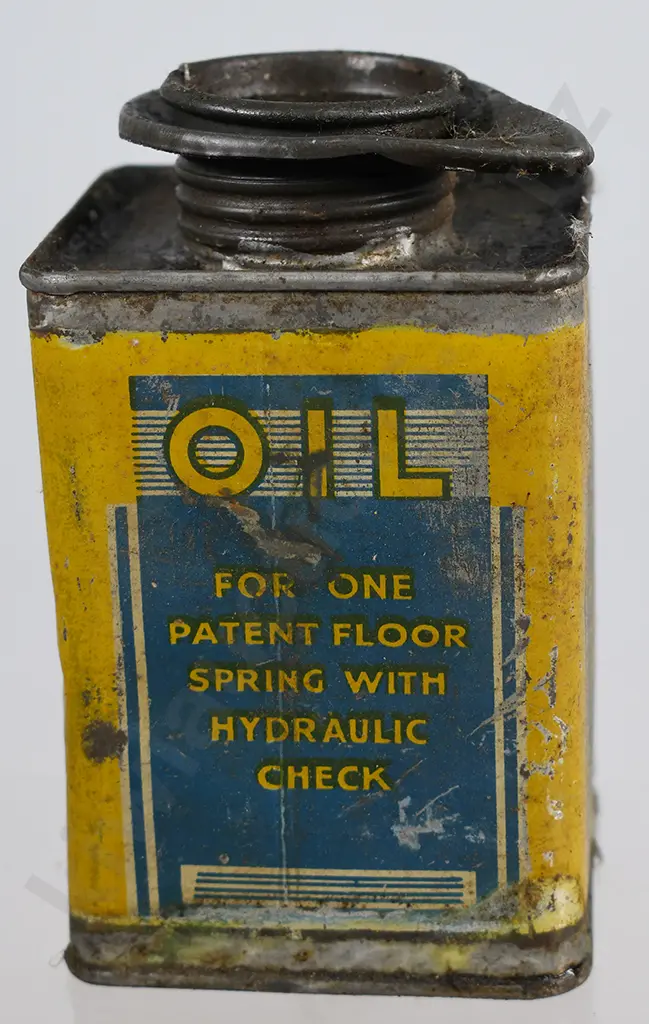 OIL
FOR ONE
PATENT FLOOR
SPRING WITH
HYDRAULIC
CHECK